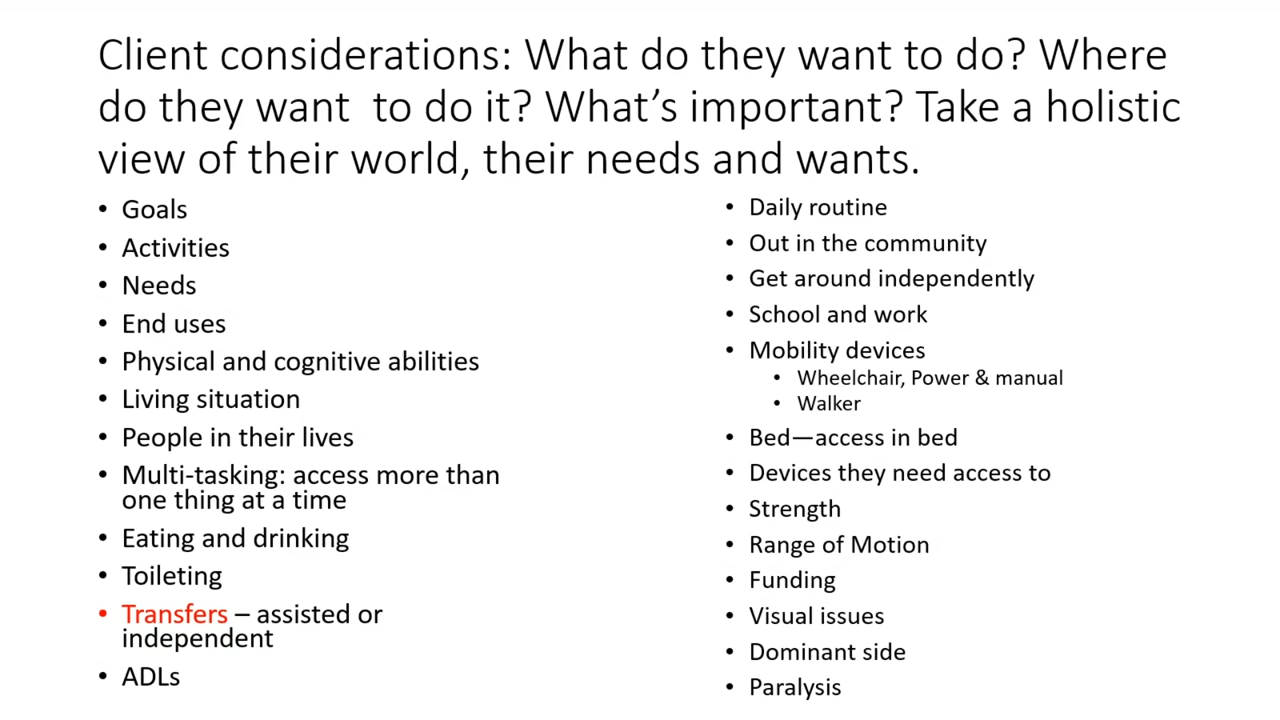 Client considerations: What do they want to do? Where
do they want  to do it? What’s important? Take a holistic
view of their world, their needs and wants.
• Goals
• Activities
• Needs
• End uses
• Physical and cognitive abilities
• Living situation
• People in their lives
• Multi-tasking: access more than
one thing at a time
• Eating and drinking
• Toileting
• Transfers – assisted or
independent
• ADLs
• Daily routine
• Out in the community
• Get around independently
• School and work
• Mobility devices
• Wheelchair, Power & manual
• Walker
• Bed—access in bed
• Devices they need access to
• Strength
• Range of Motion
• Funding
• Visual issues
• Dominant side
• Paralysis